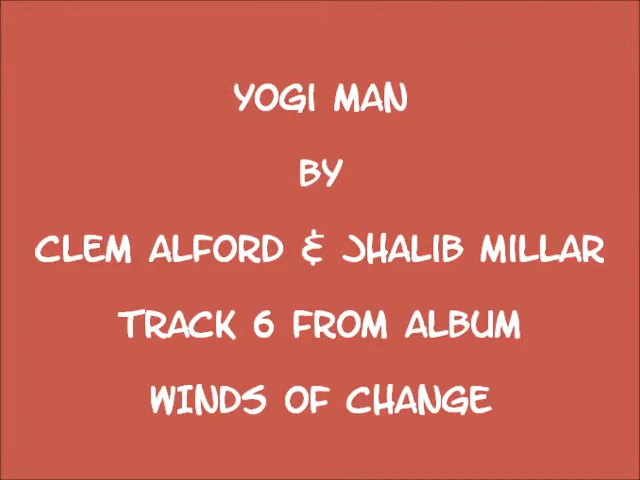 YOGI MAN
BY
CLEM ALFORD & JHALIB MILLAR
TRACK 6 FROM ALBUM
WINDS OF CHANGE